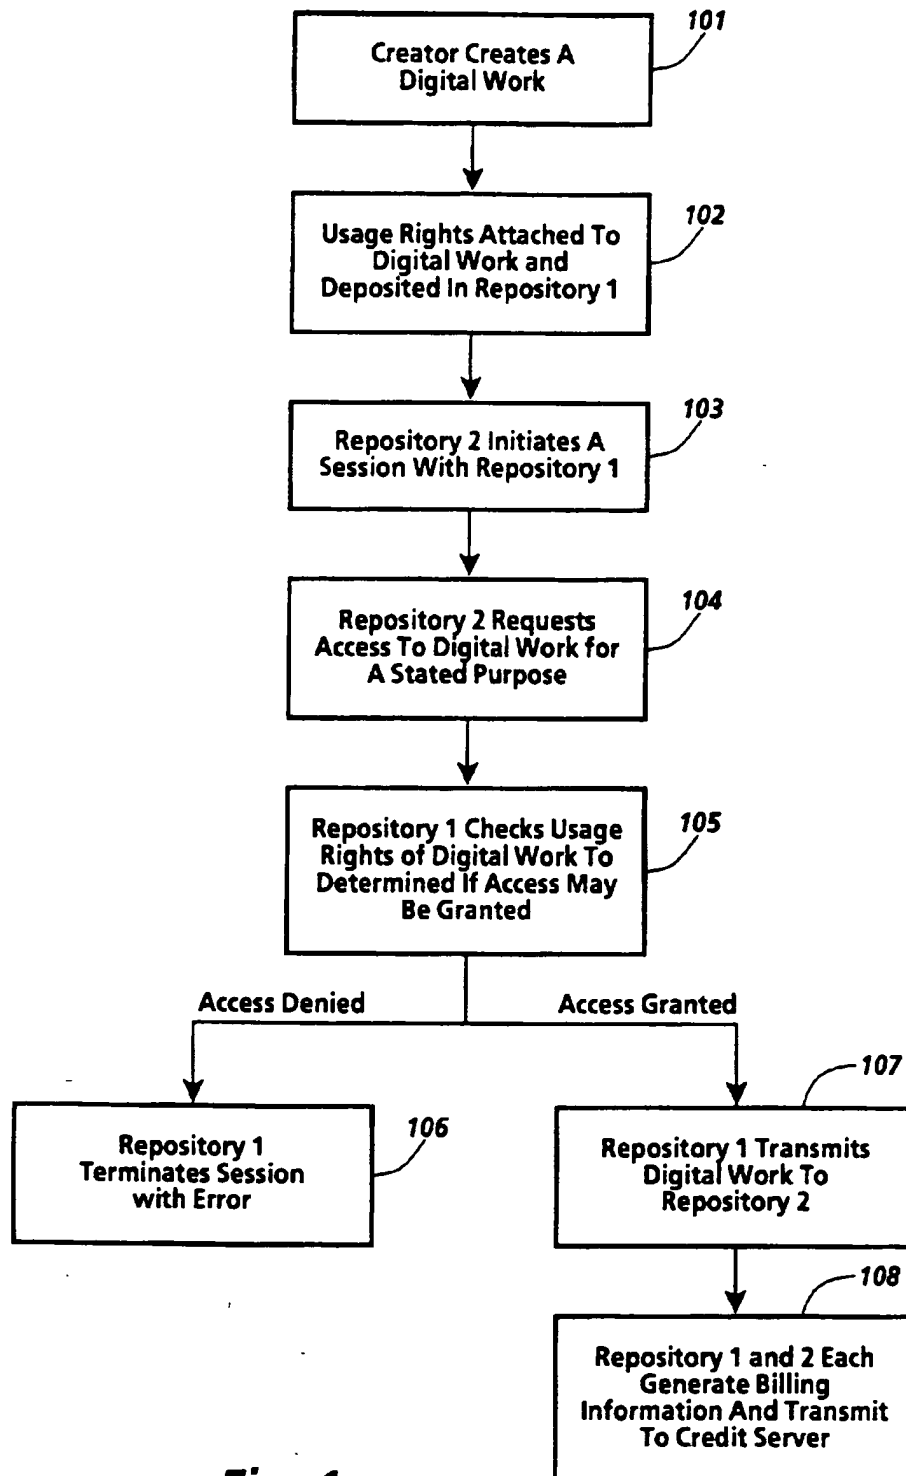 101
Creator Creates A
Digital Work
102
Usage Rights Attached To
Digital Work and
Deposited In Repository 1
103
Repository 2 Initiates A
Session With Repository 1
104
Repository 2 Requests
Access To Digital Work for
A Stated Purpose
105
Repository 1 Checks Usage
Rights of Digital Work To
Determined If Access May
Be Granted
Access Denied
Access Granted
106
Repository 1
Terminates Session
with Error
107
Repository 1 Transmits
Digital Work To
Repository 2
108
Repository 1 and 2 Each
Generate Billing
Information And Transmit
To Credit Server